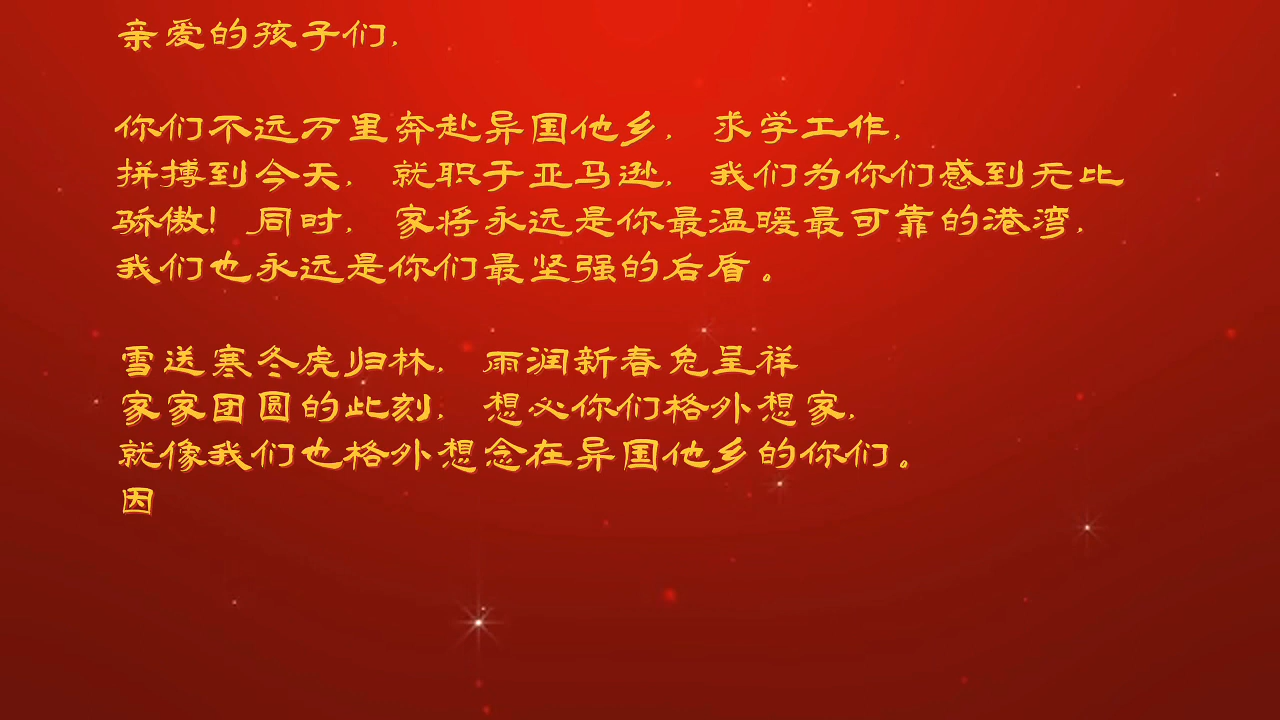 亲爱的孩子们，
你们不远万里奔赴异国他乡，求学工作，
拼搏到今天，就职于亚马逊，我们为你们感到无比
骄傲！同时，家将永远是你最温暖最可靠的港湾，
我们也永远是你们最坚强的后盾。
雪送寒冬虎归林，雨润新春兔呈祥
家家团圆的此刻，想必你们格外想家，
就像我们也格外想念在异国他乡的你们。
因